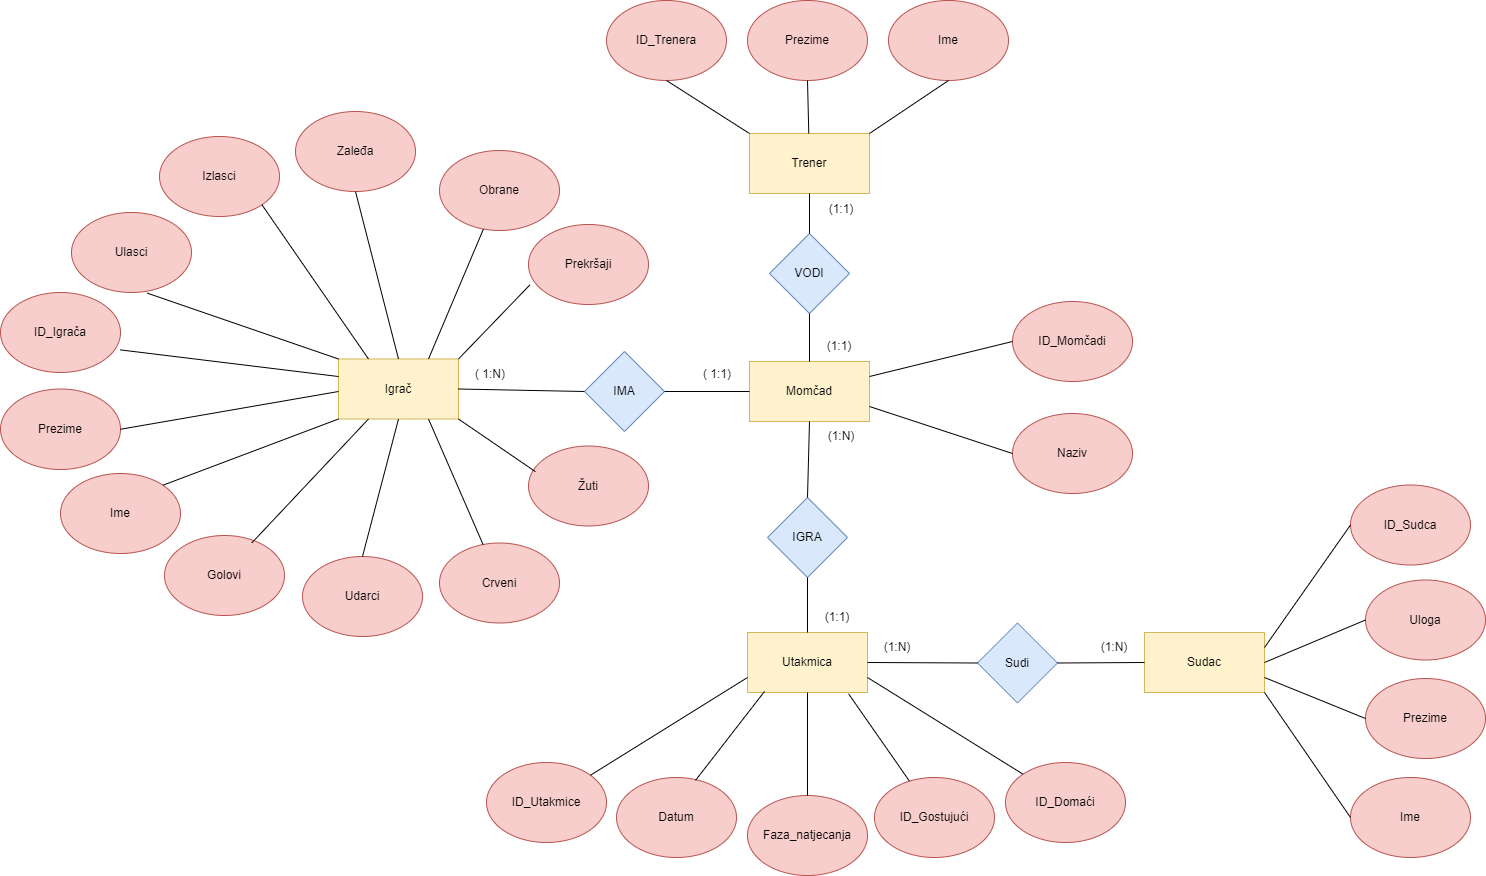 ID_Trenera
Prezime
Ime
Trener
(1:1)
VODI
(1:1)
Zaleđa
Izlasci
Obrane
Ulasci
Prekršaji
ID_Igrača
Prezime
Ime
Golovi
Udarci
Crveni
Žuti
Igrač
( 1:N)
IMA
( 1:1)
Momčad
ID_Momčadi
Naziv
(1:N)
IGRA
(1:1)
Utakmica
(1:N)
Sudi
(1:N)
Sudac
ID_Sudca
Uloga
Prezime
Ime
ID_Utakmice
Datum
Faza_natjecanja
ID_Gostujući
ID_Domaći